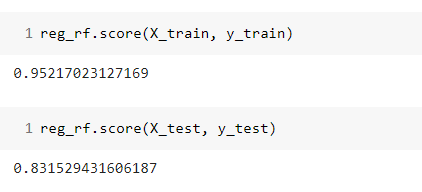 1 reg_rf.score(X_train, y_train)
0.95217023127169
1 reg_rf.score(X_test, y_test)
0.831529431606187